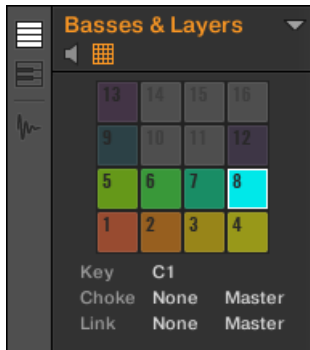 Basses & Layers
13 14 15 16
9 10 11 12
5 6 7 8
1 2 3 4
Key C1
Choke None Master
Link None Master